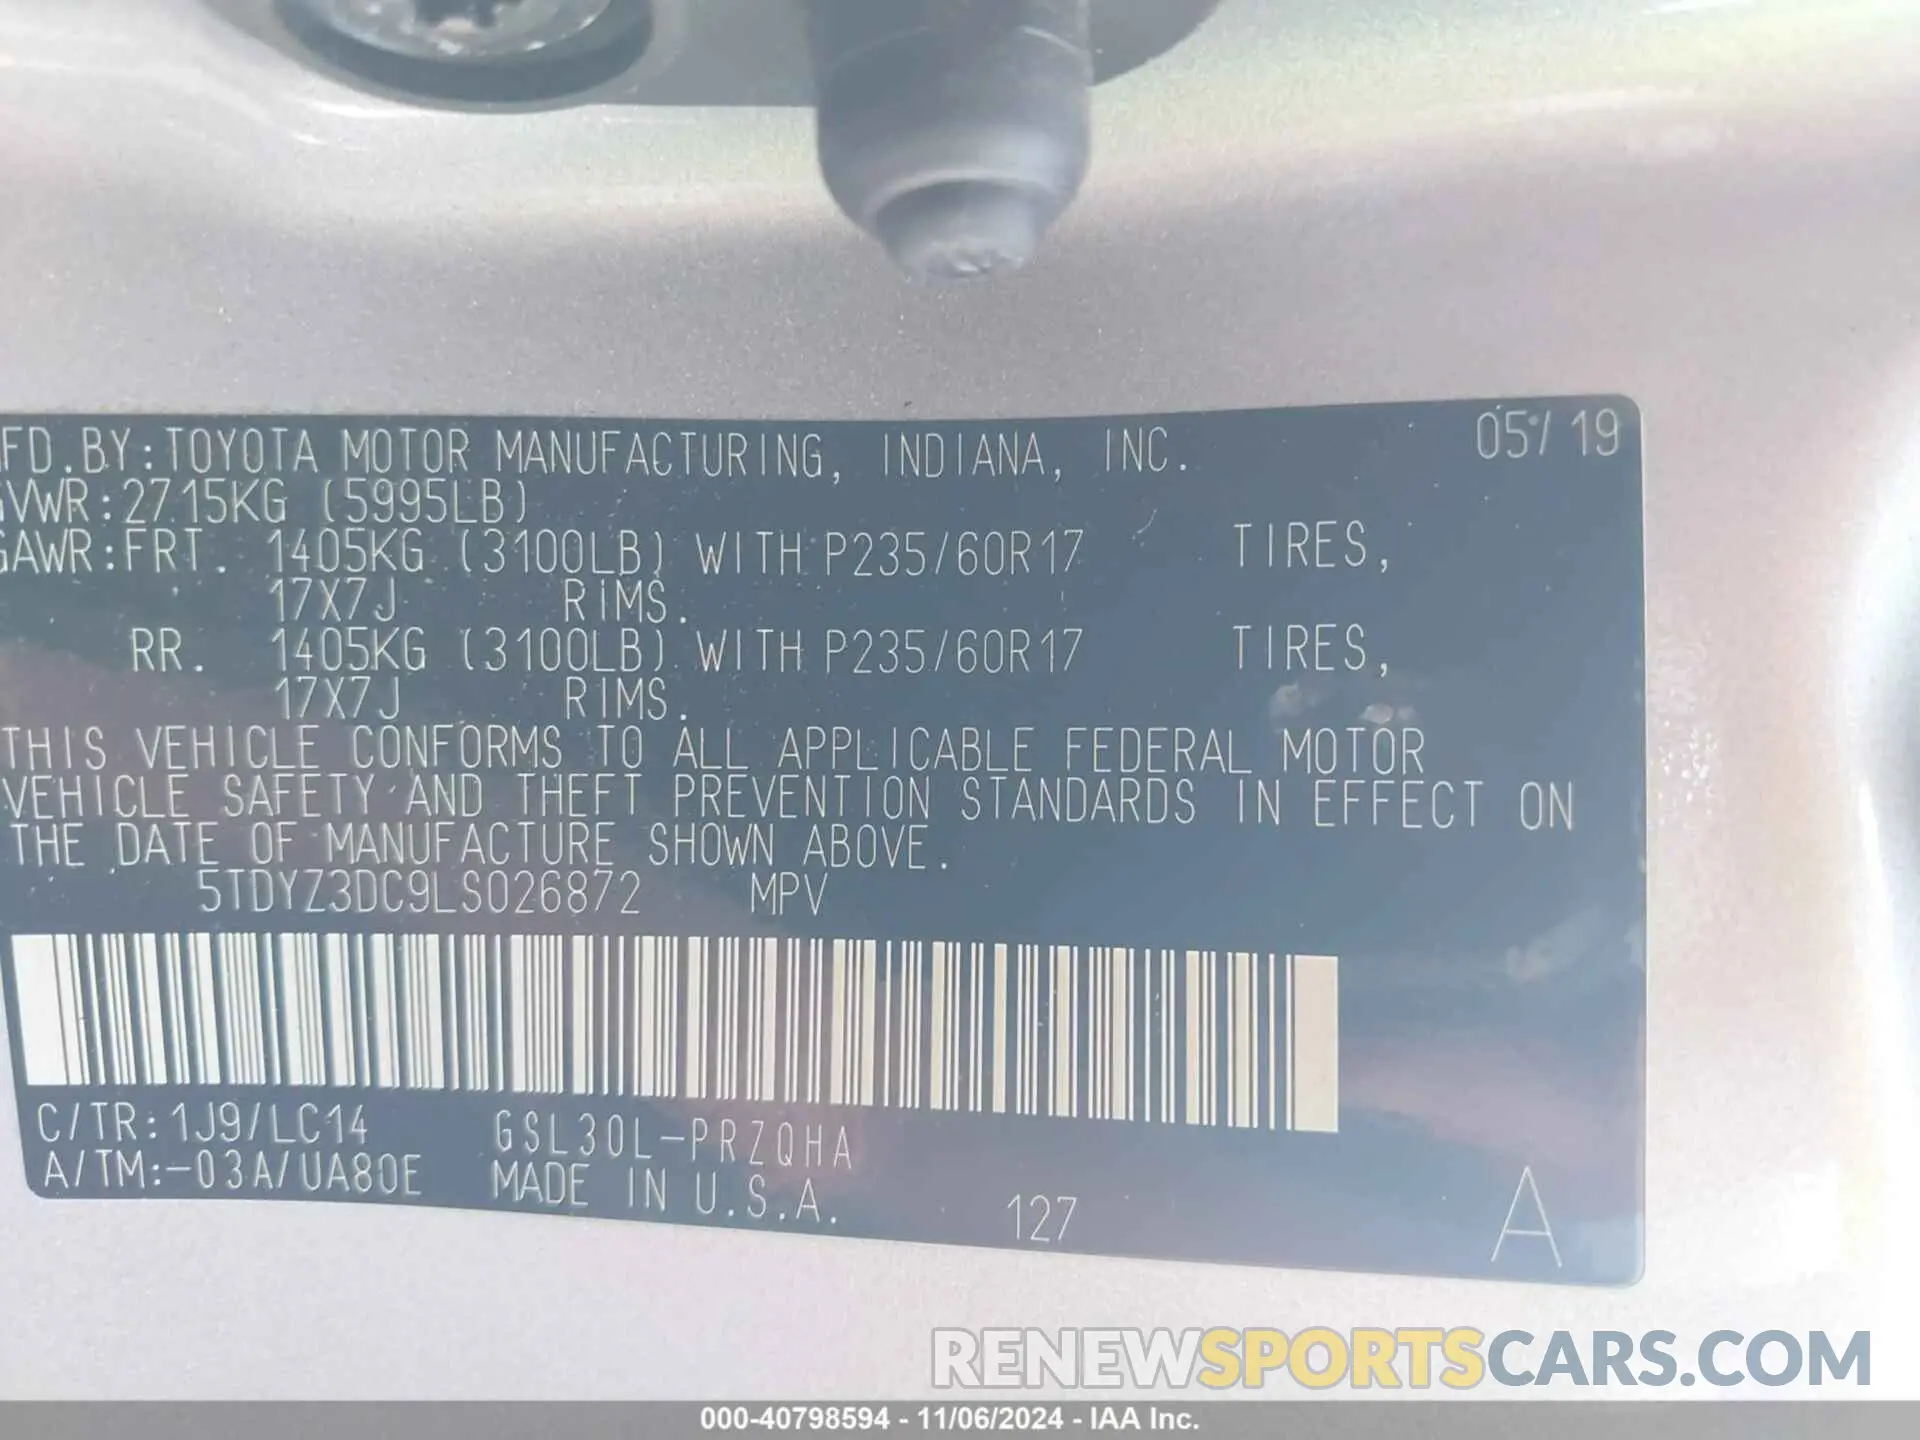 FD.BY:TOYOTA MOTOR MANUFACTURING, INDIANA, INC. 05/19
VWR:2715KG (5995LB)
GAWR:FRT. 1405KG (3100LB) WITH P235/60R17 TIRES,
17X7J RIMS.
RR. 1405KG (3100LB) WITH P235/60R17 TIRES,
17X7J RIMS.
THIS VEHICLE CONFORMS TO ALL APPLICABLE FEDERAL MOTOR
VEHICLE SAFETY AND THEFT PREVENTION STANDARDS IN EFFECT ON
THE DATE OF MANUFACTURE SHOWN ABOVE.
5TDYZ3DC9LS026872 MPV
C/TR:1J9/LC14 GSL30L-PRZQHA
A/TM:-03A/UA80E MADE IN U.S.A. 127 A
RENEWSPORTSCARS.COM
000-40798594 - 11/06/2024 - IAA Inc.